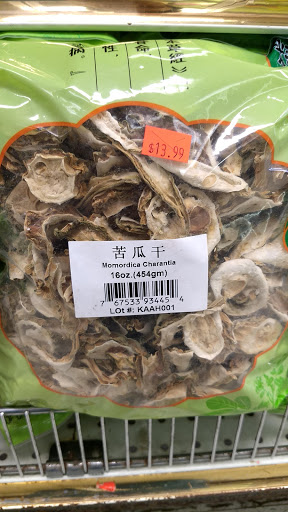 $13.99
苦瓜干
Momordica Charantia
16oz.(454gm)
7 67533 93445 4
LOt #: KAAH001